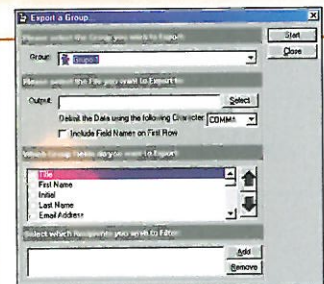 Export a Group
Please select the Group you want to Export:
Start
Close
Group:
Please select the File you want to Export to:
Output:
Select
Delimit the Data using the following Character: COMMA
Include Field Names on First Row
Which Group Fields do you want to Export:
Title
First Name
Initial
Last Name
Email Address
Select which Recipients you wish to Filter:
Add
Remove